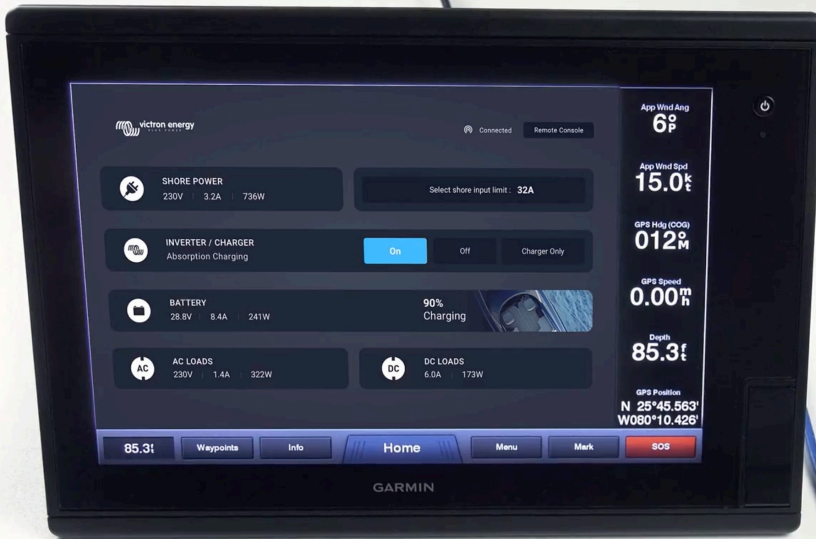 victron energy
BLUE POWER
Connected
Remote Console
SHORE POWER
230V | 3.2A | 736W
Select shore input limit : 32A
INVERTER / CHARGER
Absorption Charging
On
Off
Charger Only
BATTERY
28.8V | 8.4A | 241W
90%
Charging
AC
AC LOADS
230V | 1.4A | 322W
DC
DC LOADS
6.0A | 173W
App Wnd Ang
6°P
App Wnd Spd
15.0kt
GPS Hdg (COG)
012°M
GPS Speed
0.00mh
Depth
85.3ft
GPS Position
N 25°45.563'
W080°10.426'
85.3ft
Waypoints
Info
Home
Menu
Mark
SOS
GARMIN